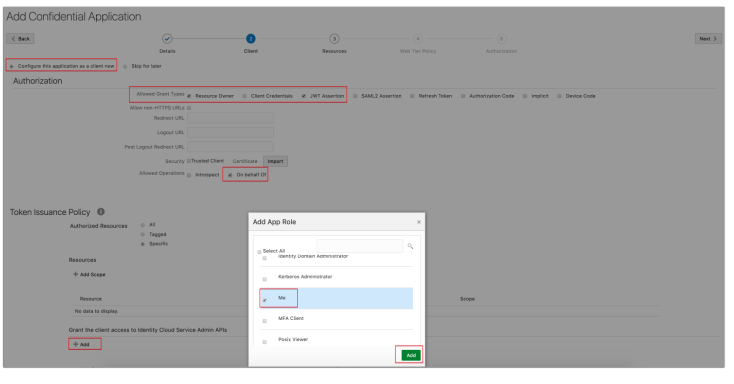 Add Confidential Application
< Back
1
2
3
4
5
Next >
Details
Client
Resources
Web Tier Policy
Authorization
Configure this application as a client now
Skip for later
Authorization
Allowed Grant Types Resource Owner Client Credentials JWT Assertion SAML2 Assertion Refresh Token Authorization Code Implicit Device Code
Allow non-HTTPS URLs
Redirect URL
Logout URL
Post Logout Redirect URL
Security Trusted Client Certificate Import
Allowed Operations Introspect On behalf Of
Token Issuance Policy
Authorized Resources
All
Tagged
Specific
Resources
+ Add Scope
Resource
Scope
No data to display.
Grant the client access to Identity Cloud Service Admin APIs
+ Add
Add App Role
×
Select All
Identity Domain Administrator
Kerberos Administrator
Me
MFA Client
Posix Viewer
Add